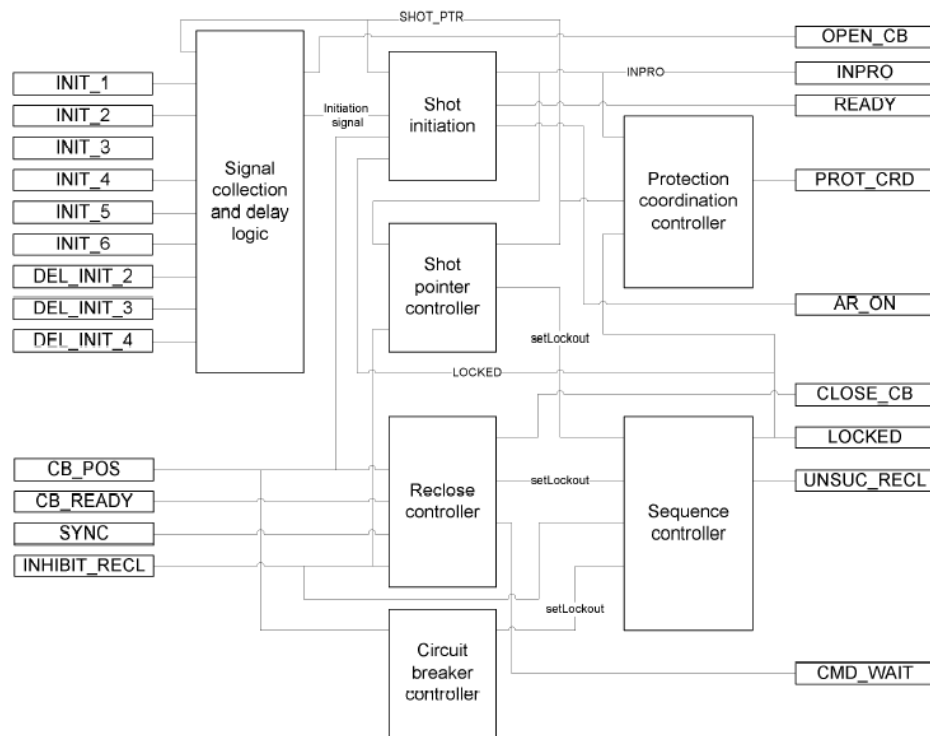 SHOT_PTR
OPEN_CB
INIT_1
INPRO
INPRO
INIT_2
Initiation
signal
Shot
initiation
READY
INIT_3
INIT_4
Signal
collection
and delay
logic
Protection
coordination
controller
PROT_CRD
INIT_5
INIT_6
DEL_INIT_2
Shot
pointer
controller
DEL_INIT_3
AR_ON
DEL_INIT_4
setLockout
LOCKED
CLOSE_CB
LOCKED
CB_POS
setLockout
UNSUC_RECL
CB_READY
Reclose
controller
Sequence
controller
SYNC
INHIBIT_RECL
setLockout
Circuit
breaker
controller
CMD_WAIT